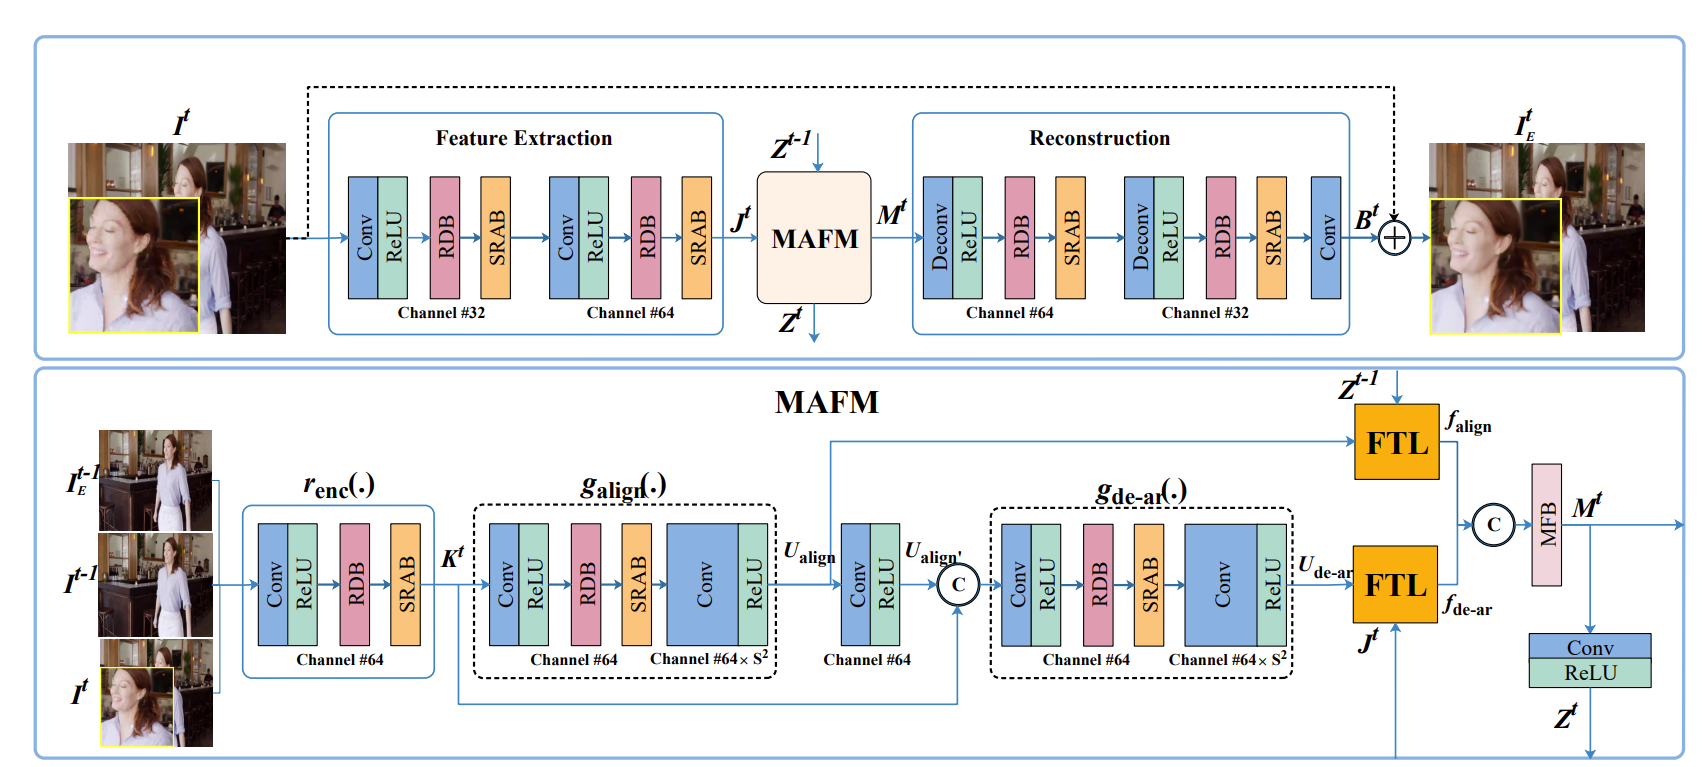 I^t
Feature Extraction
Conv
ReLU
RDB
SRAB
Channel #32
Conv
ReLU
RDB
SRAB
Channel #64
J^t
Z^{t-1}
MAFM
Z^t
M^t
Reconstruction
Deconv
ReLU
RDB
SRAB
Channel #64
Deconv
ReLU
RDB
SRAB
Channel #32
Conv
B^t
+
I_E^t
MAFM
I_E^{t-1}
I^{t-1}
I^t
r_{enc}(.)
Conv
ReLU
RDB
SRAB
Channel #64
K^t
g_{align}(.)
Conv
ReLU
RDB
SRAB
Channel #64
Conv
ReLU
Channel #64× S^2
U_{align}
Conv
ReLU
Channel #64
U_{align'}
C
g_{de-ar}(.)
Conv
ReLU
RDB
SRAB
Channel #64
Conv
ReLU
Channel #64× S^2
U_{de-ar}
Z^{t-1}
FTL
f_{align}
FTL
f_{de-ar}
J^t
C
MFB
M^t
Conv
ReLU
Z^t